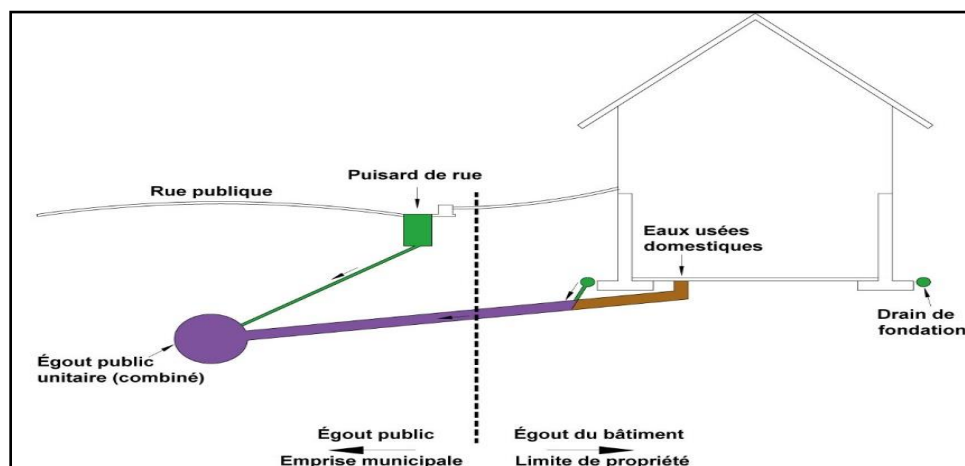 Puisard de rue
Rue publique
Eaux usées
domestiques
Drain de
fondation
Égout public
unitaire (combiné)
Égout public
Emprise municipale
Égout du bâtiment
Limite de propriété